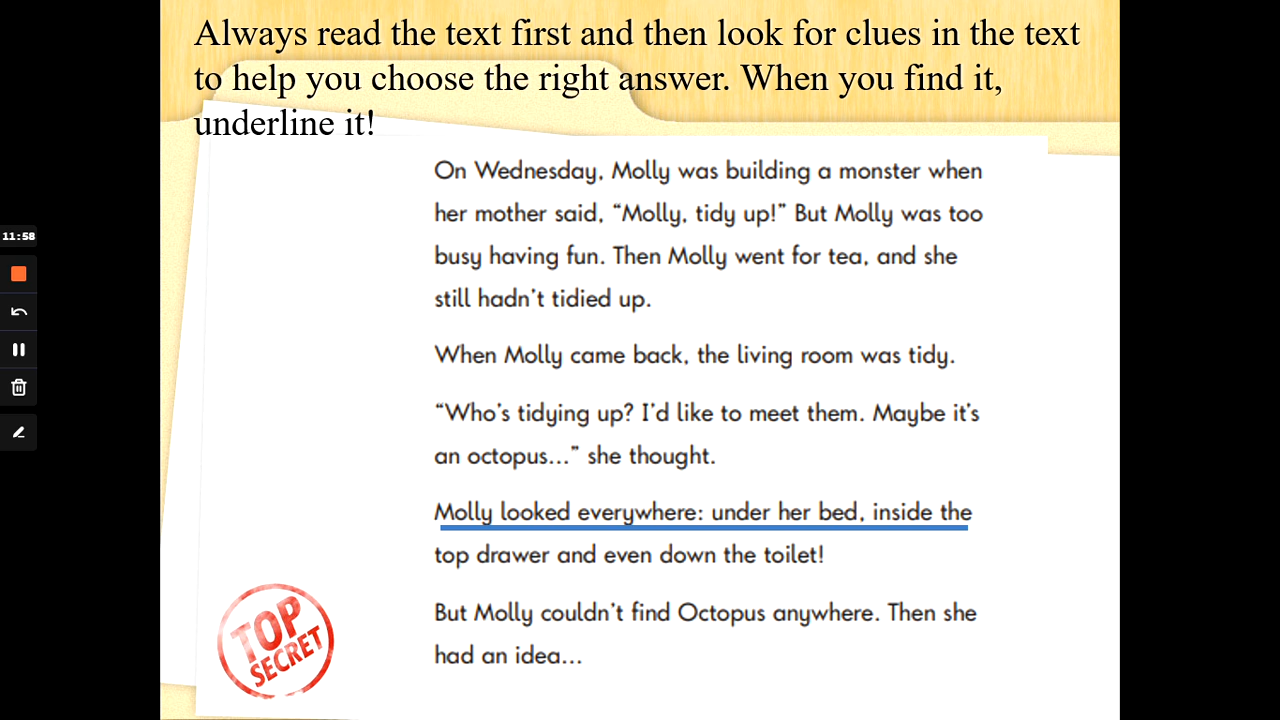 Always read the text first and then look for clues in the text
to help you choose the right answer. When you find it,
underline it!
On Wednesday, Molly was building a monster when
her mother said, “Molly, tidy up!” But Molly was too
busy having fun. Then Molly went for tea, and she
still hadn’t tidied up.
When Molly came back, the living room was tidy.
“Who’s tidying up? I’d like to meet them. Maybe it’s
an octopus...” she thought.
Molly looked everywhere: under her bed, inside the
top drawer and even down the toilet!
But Molly couldn’t find Octopus anywhere. Then she
had an idea...
TOP
SECRET
11:58